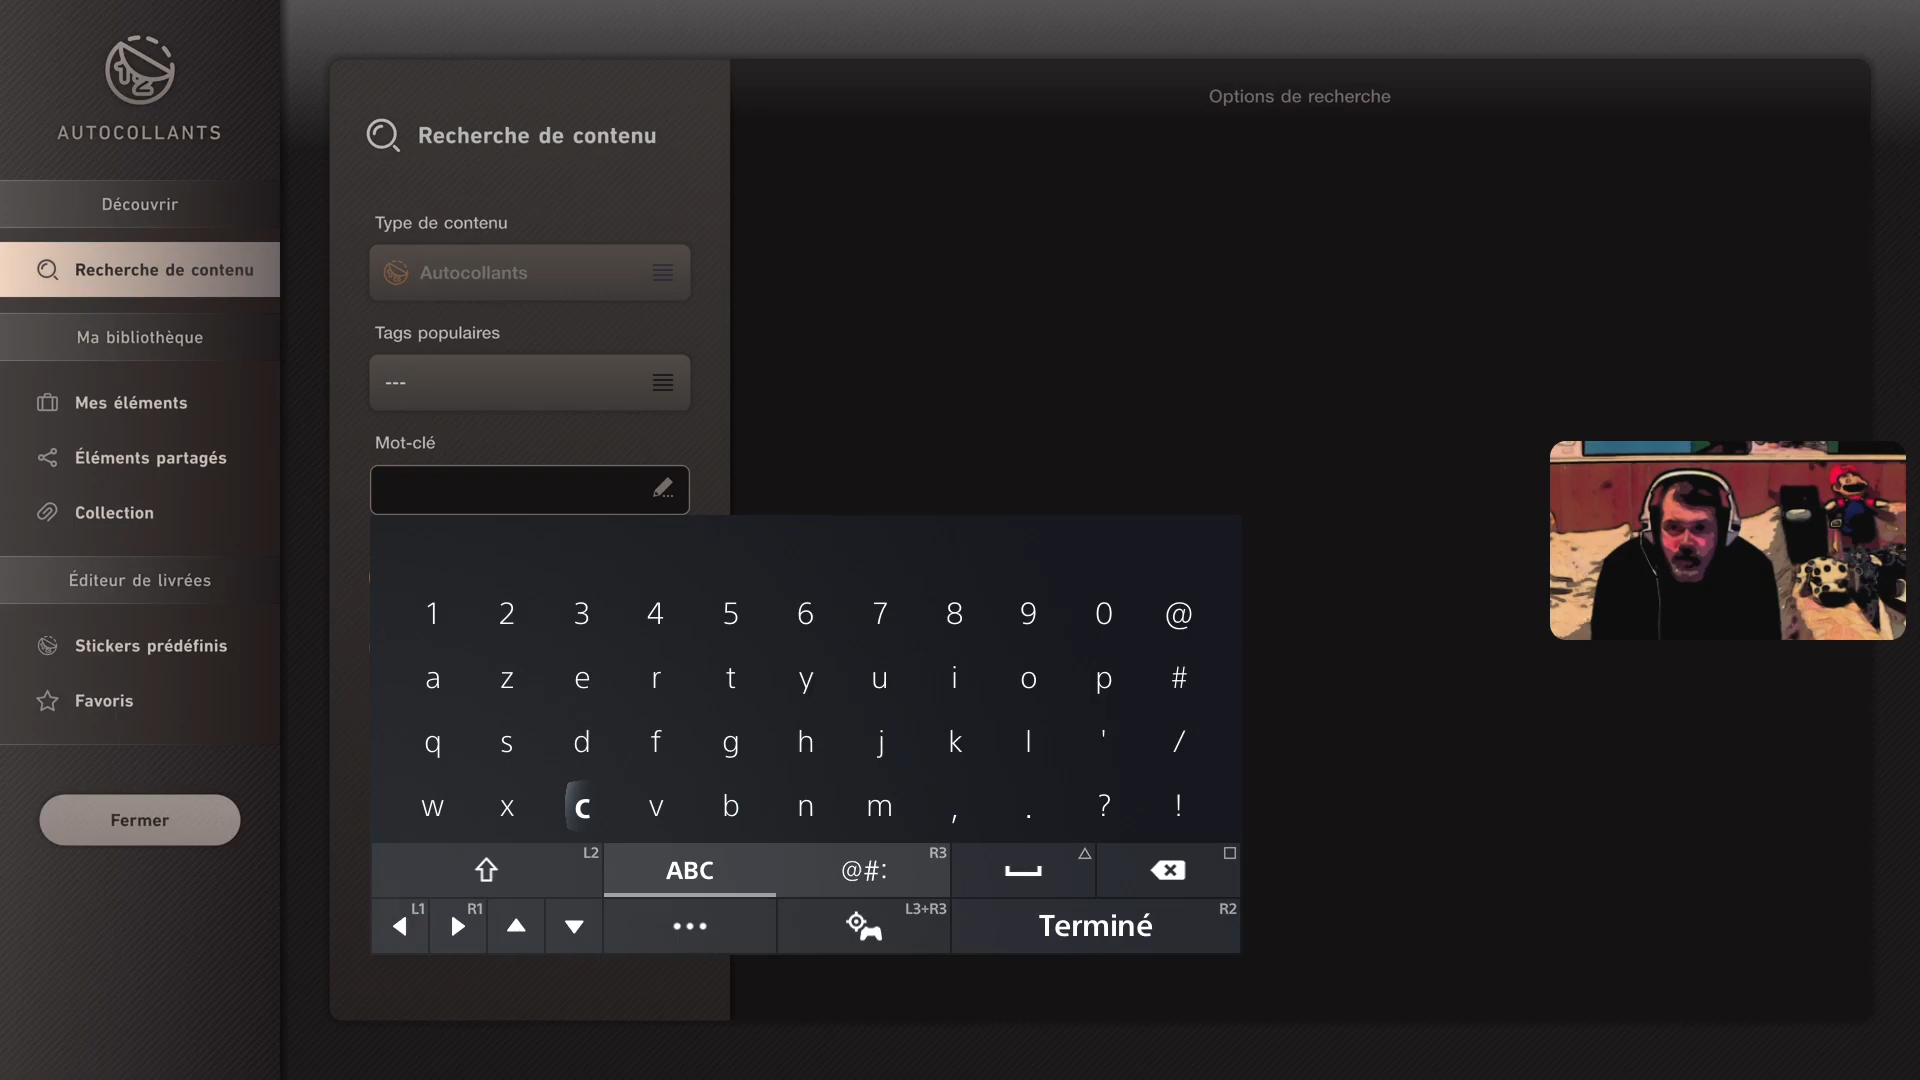 AUTOCOLLANTS
Découvrir
Recherche de contenu
Ma bibliothèque
Mes éléments
Éléments partagés
Collection
Éditeur de livrées
Stickers prédéfinis
Favoris
Fermer
Recherche de contenu
Type de contenu
Autocollants
Tags populaires
---
Mot-clé
Options de recherche
1 2 3 4 5 6 7 8 9 0 @
a z e r t y u i o p #
q s d f g h j k l ' /
w x c v b n m , . ? !
L2 ABC @#: R3
L1 R1 ... L3+R3 Terminé R2